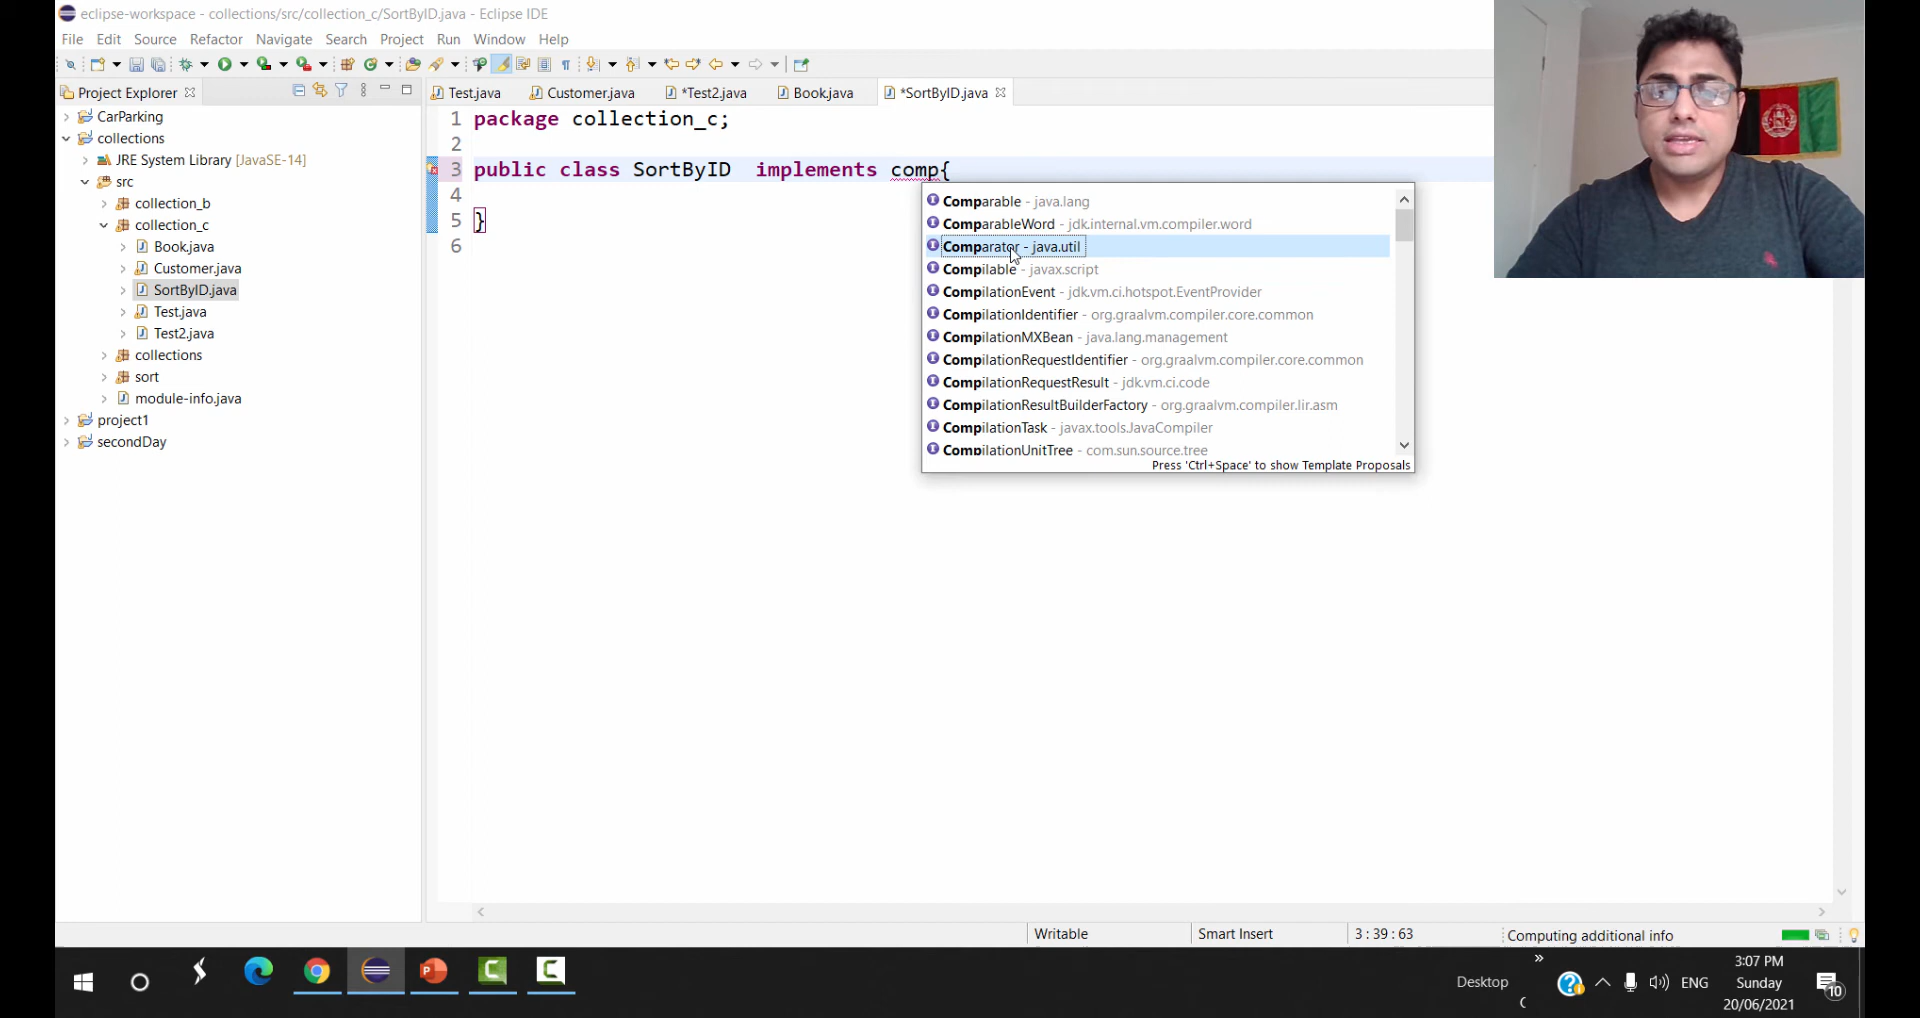 eclipse-workspace - collections/src/collection_c/SortByID.java - Eclipse IDE
File Edit Source Refactor Navigate Search Project Run Window Help
Project Explorer
Test.java Customer.java *Test2.java Book.java *SortByID.java
CarParking
collections
JRE System Library [JavaSE-14]
src
collection_b
collection_c
Book.java
Customer.java
SortByID.java
Test.java
Test2.java
collections
sort
module-info.java
project1
secondDay
1 package collection_c;
2
3 public class SortByID  implements comp{
4
5 }
6
Comparable - java.lang
ComparableWord - jdk.internal.vm.compiler.word
Comparator - java.util
Compilable - javax.script
CompilationEvent - jdk.vm.ci.hotspot.EventProvider
CompilationIdentifier - org.graalvm.compiler.core.common
CompilationMXBean - java.lang.management
CompilationRequestIdentifier - org.graalvm.compiler.core.common
CompilationRequestResult - jdk.vm.ci.code
CompilationResultBuilderFactory - org.graalvm.compiler.lir.asm
CompilationTask - javax.tools.JavaCompiler
CompilationUnitTree - com.sun.source.tree
Press 'Ctrl+Space' to show Template Proposals
Writable Smart Insert 3 : 39 : 63 Computing additional info
Desktop » ENG
3:07 PM
Sunday
20/06/2021
10